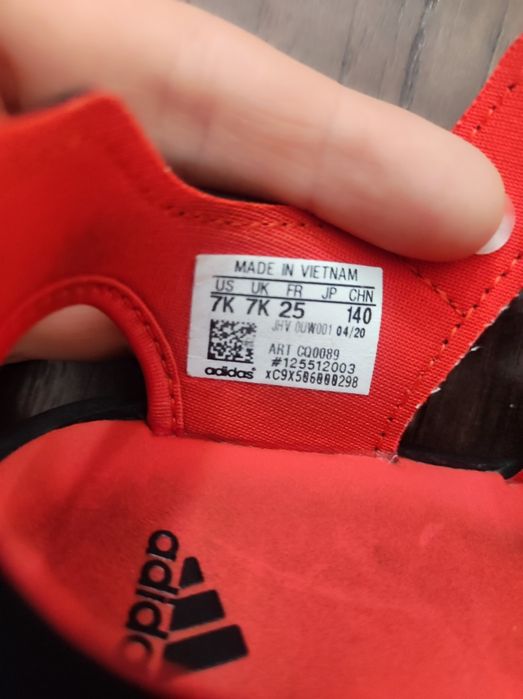 MADE IN VIETNAM
US UK FR JP CHN
7K 7K 25 140
JHV 0UW001 04/20
ART CQ0089
#125512003
adidas
adidas